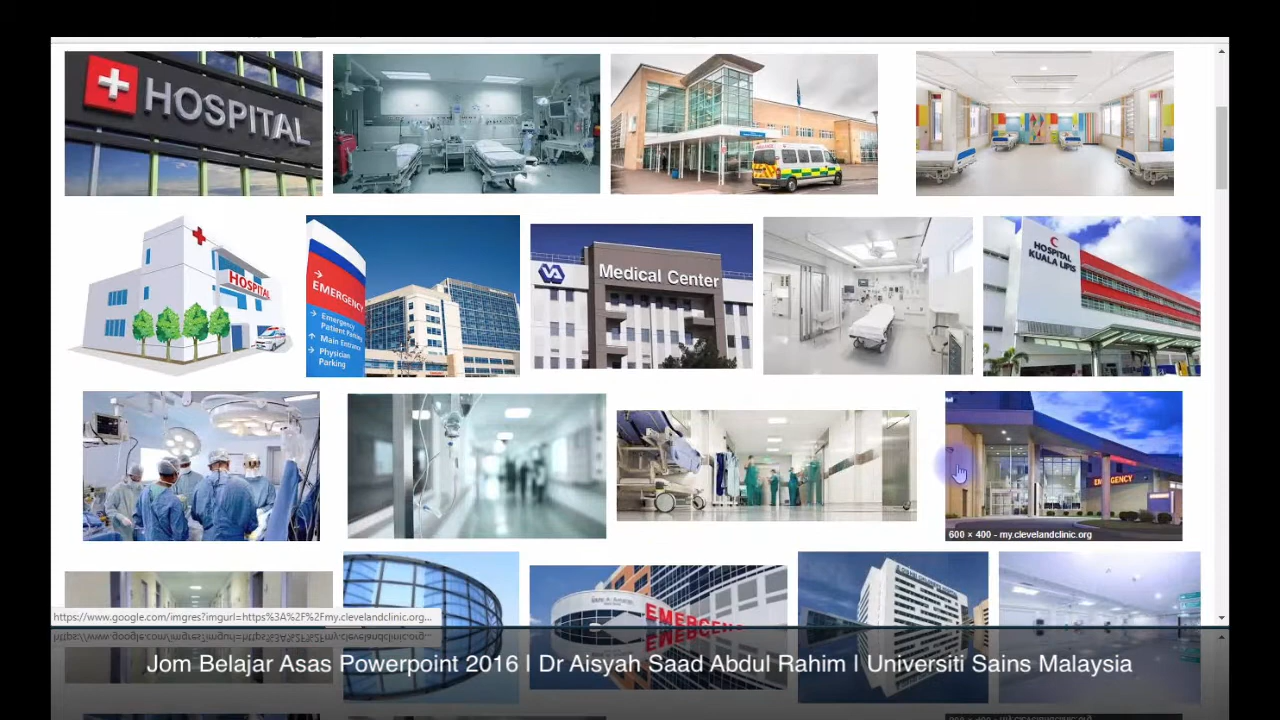 HOSPITAL
HOSPITAL
EMERGENCY
Emergency
Patient Parking
Main Entrance
Physician
Parking
VA
Medical Center
HOSPITAL
KUALA LIPIS
EMERGENCY
600 × 400 - my.clevelandclinic.org
EMERGENCY
https://www.google.com/imgres?imgurl=https%3A%2F%2Fmy.clevelandclinic.org...
Jom Belajar Asas Powerpoint 2016 | Dr Aisyah Saad Abdul Rahim | Universiti Sains Malaysia